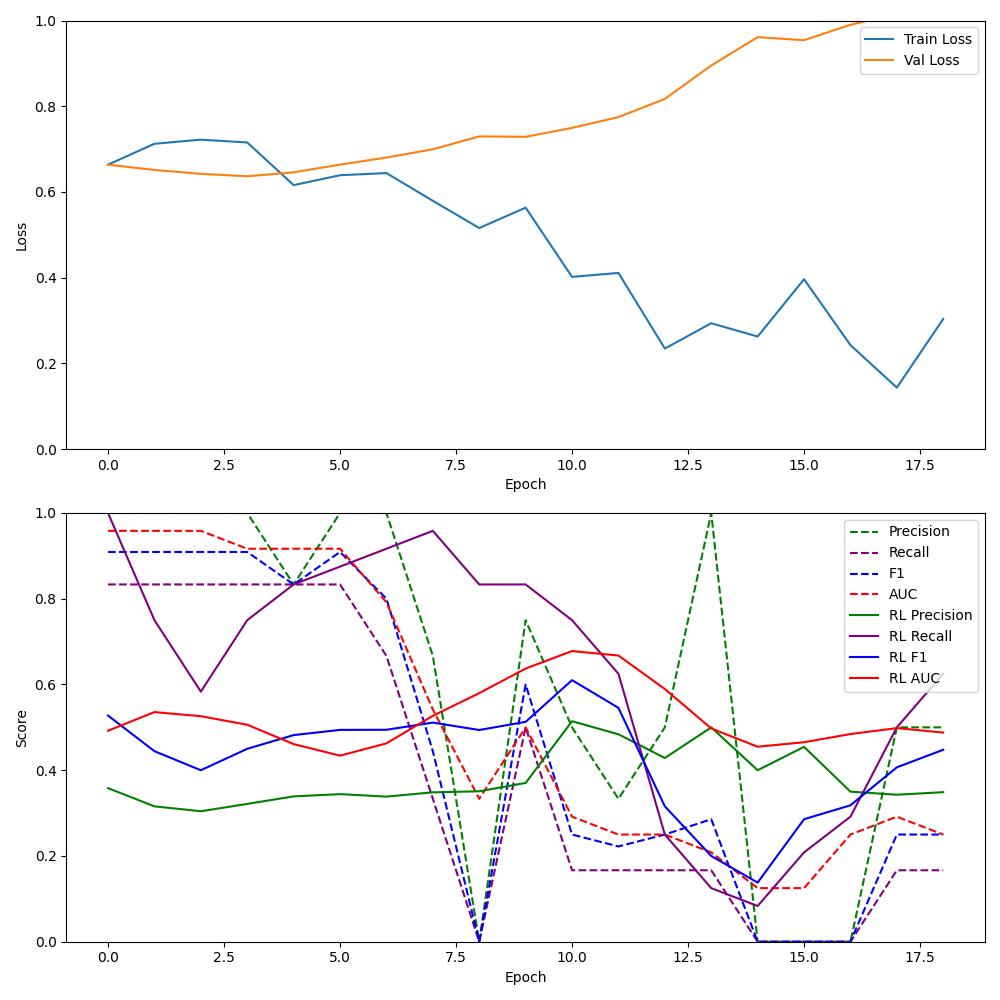 1.0
0.8
0.6
0.4
0.2
0.0
Loss
Train Loss
Val Loss
0.0 2.5 5.0 7.5 10.0 12.5 15.0 17.5
Epoch
1.0
0.8
0.6
0.4
0.2
0.0
Score
Precision
Recall
F1
AUC
RL Precision
RL Recall
RL F1
RL AUC
0.0 2.5 5.0 7.5 10.0 12.5 15.0 17.5
Epoch